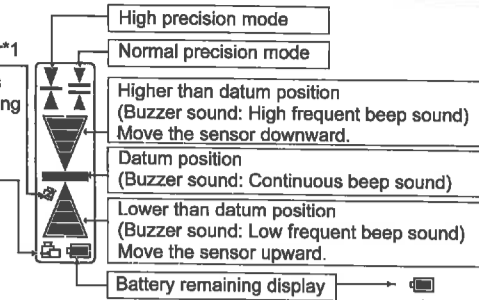 High precision mode
*1
Normal precision mode
Higher than datum position
(Buzzer sound: High frequent beep sound)
Move the sensor downward.
Datum position
(Buzzer sound: Continuous beep sound)
Lower than datum position
(Buzzer sound: Low frequent beep sound)
Move the sensor upward.
Battery remaining display